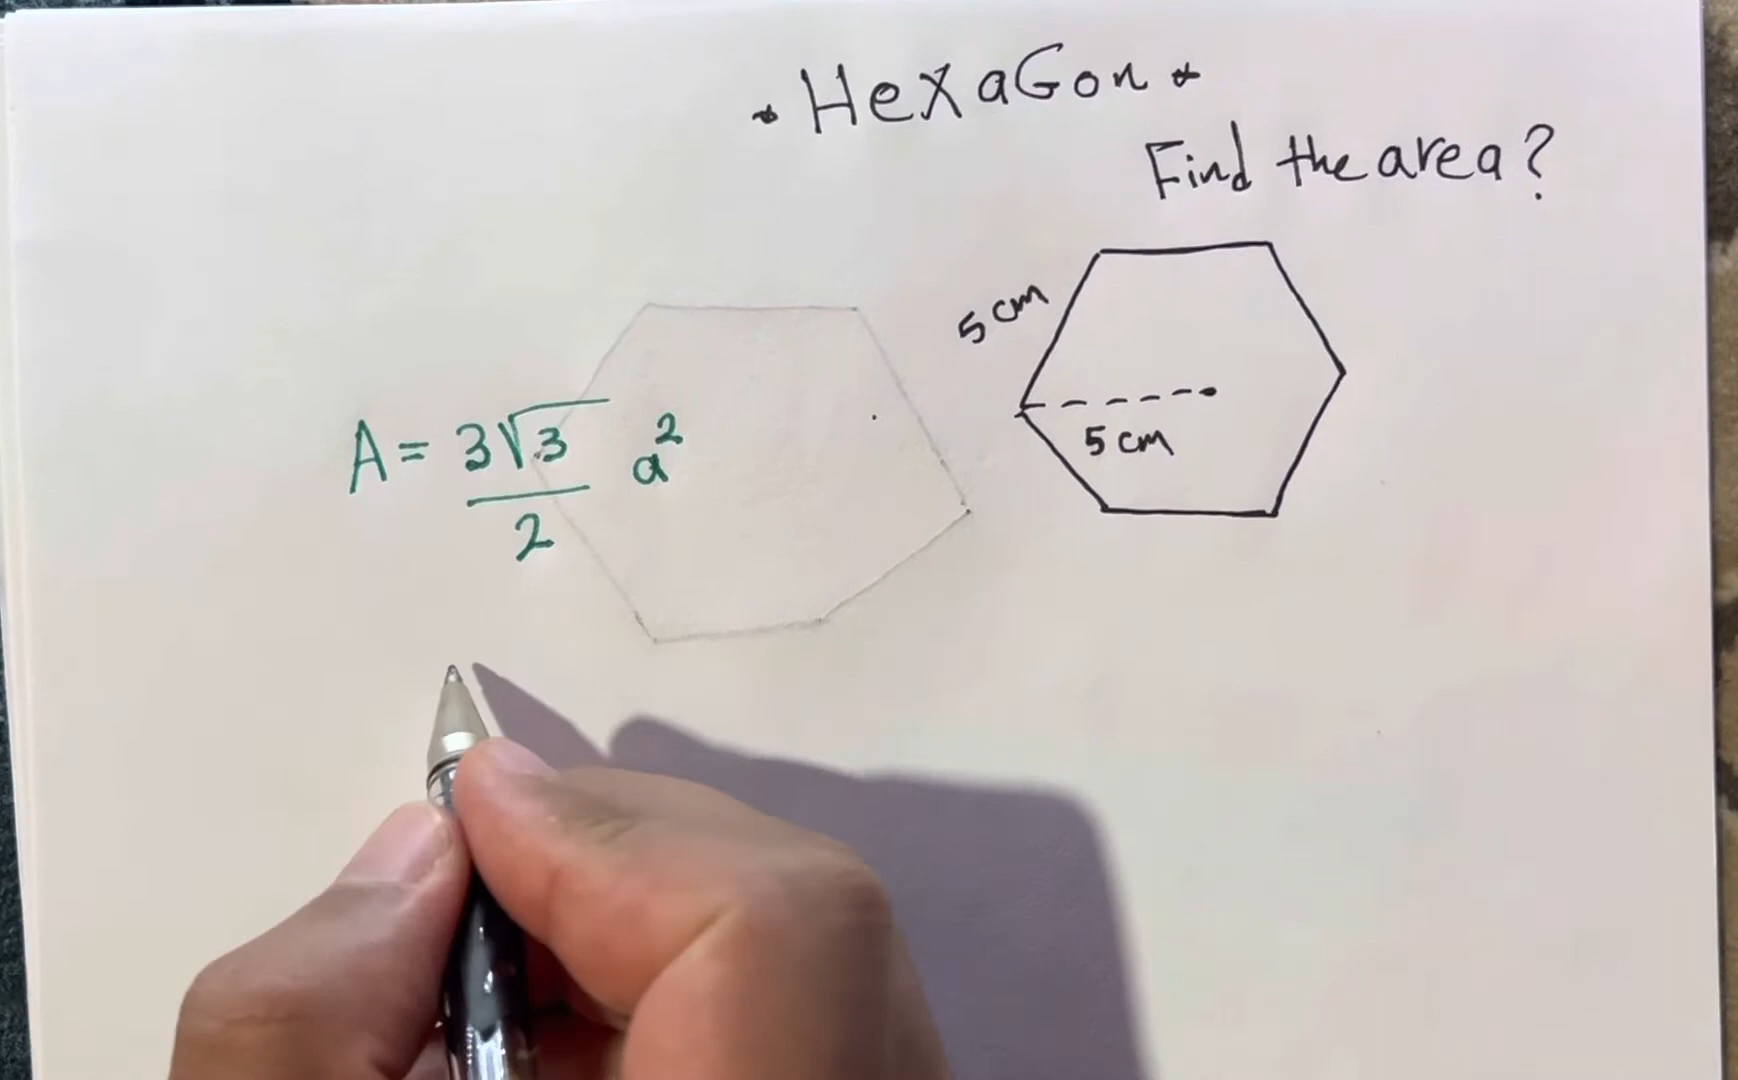 * HeXaGon *
Find the area?
5 cm
5 cm
A = 3√3/2 a²